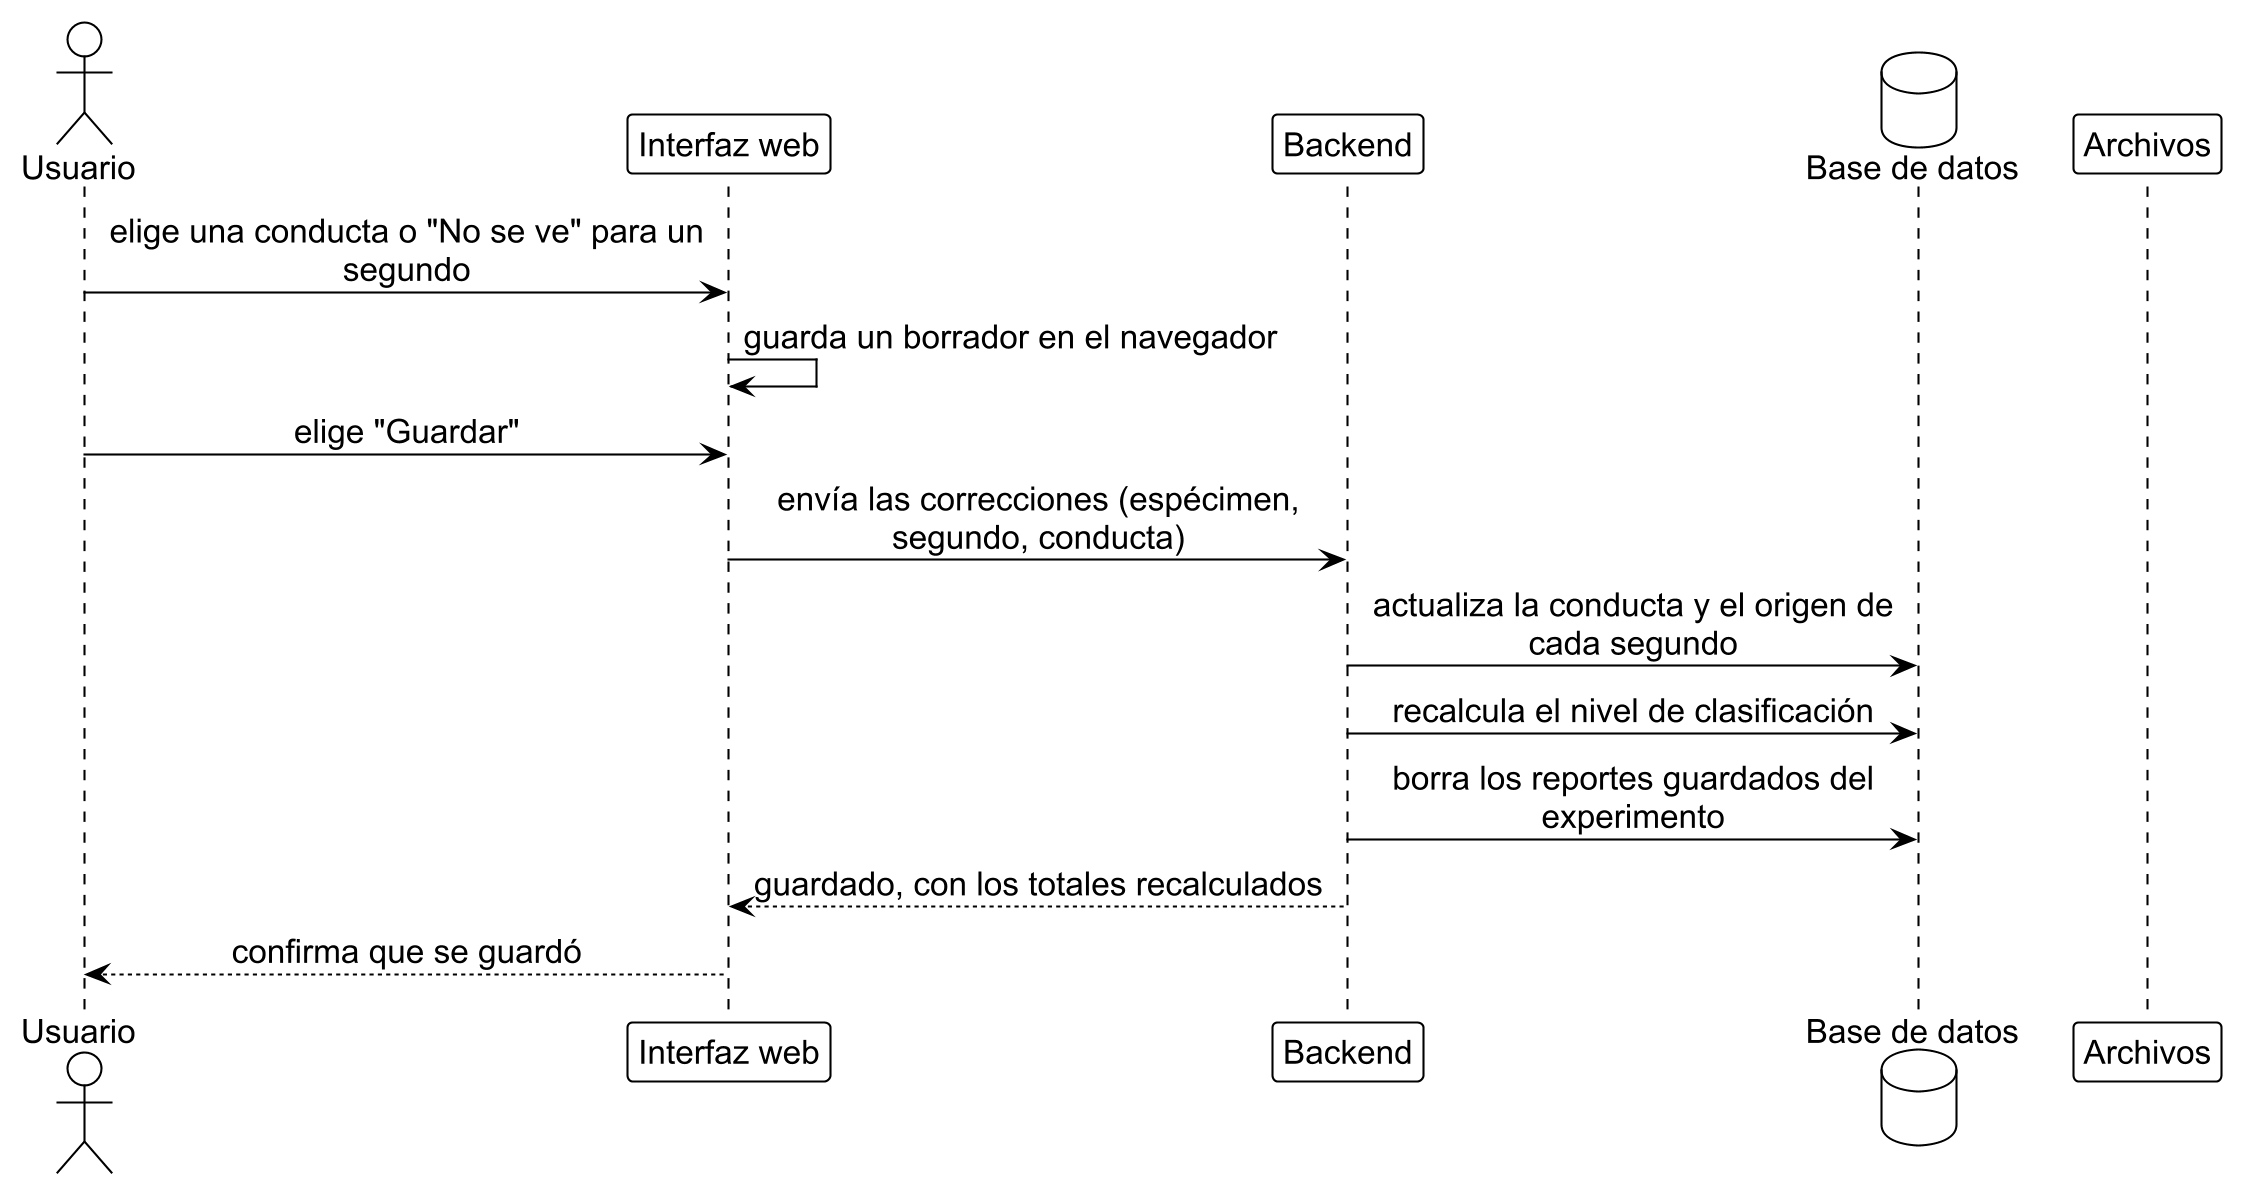 Usuario
Interfaz web
Backend
Base de datos
Archivos
elige una conducta o "No se ve" para un
segundo
guarda un borrador en el navegador
elige "Guardar"
envía las correcciones (espécimen,
segundo, conducta)
actualiza la conducta y el origen de
cada segundo
recalcula el nivel de clasificación
borra los reportes guardados del
experimento
guardado, con los totales recalculados
confirma que se guardó
Usuario
Interfaz web
Backend
Base de datos
Archivos